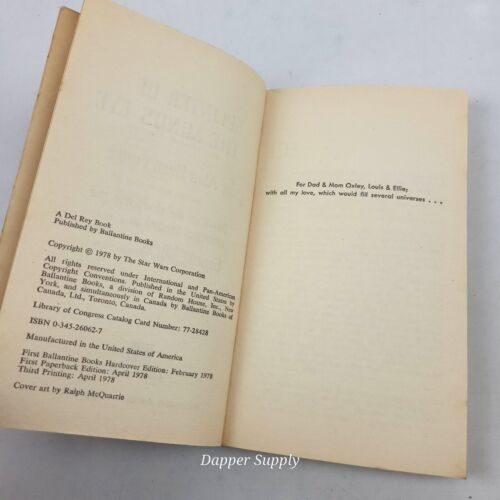 A Del Rey Book
Published by Ballantine Books
Copyright © 1978 by The Star Wars Corporation
All rights reserved under International and Pan-American
Copyright Conventions. Published in the United States by
Ballantine Books, a division of Random House, Inc., New
York, and simultaneously in Canada by Ballantine Books of
Canada, Ltd., Toronto, Canada.
Library of Congress Catalog Card Number: 77-28428
ISBN 0-345-26062-7
Manufactured in the United States of America
First Ballantine Books Hardcover Edition: February 1978
First Paperback Edition: April 1978
Third Printing: April 1978
Cover art by Ralph McQuarrie
For Dad & Mom Oxley, Louis & Ellie;
with all my love, which would fill several universes . . .
Dapper Supply